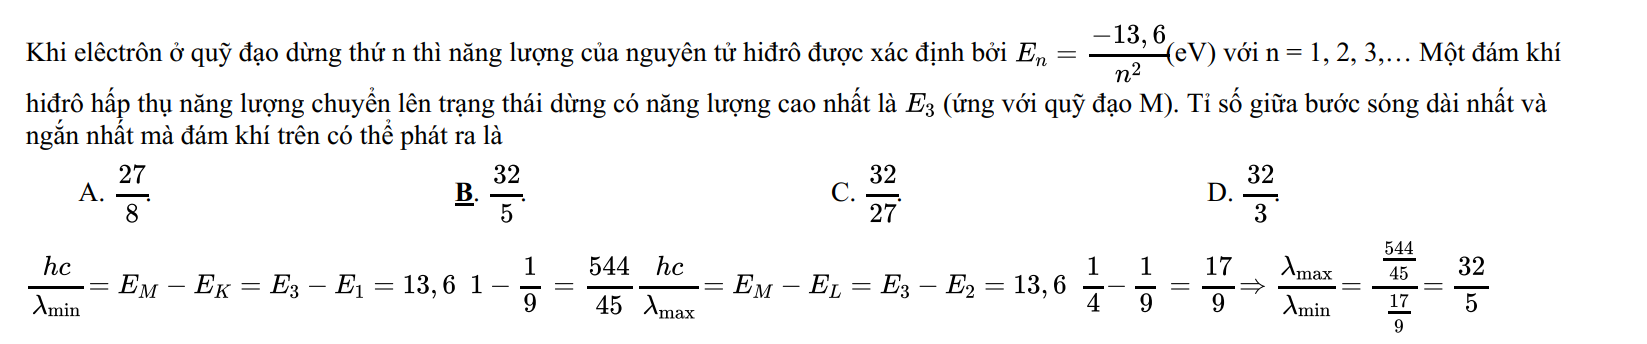 Khi elêctrôn ở quỹ đạo dừng thứ n thì năng lượng của nguyên tử hiđrô được xác định bởi $E_n = \frac{-13,6}{n^2}$(eV) với n = 1, 2, 3,… Một đám khí
hiđrô hấp thụ năng lượng chuyển lên trạng thái dừng có năng lượng cao nhất là $E_3$ (ứng với quỹ đạo M). Tỉ số giữa bước sóng dài nhất và
ngắn nhất mà đám khí trên có thể phát ra là
A. $\frac{27}{8}$. B. $\frac{32}{5}$. C. $\frac{32}{27}$. D. $\frac{32}{3}$.
$\frac{hc}{\lambda_{\min}} = E_M - E_K = E_3 - E_1 = 13,6 \ 1 - \frac{1}{9} = \frac{544}{45} \ \frac{hc}{\lambda_{\max}} = E_M - E_L = E_3 - E_2 = 13,6 \ \frac{1}{4} - \frac{1}{9} = \frac{17}{9} \Rightarrow \frac{\lambda_{\max}}{\lambda_{\min}} = \frac{\frac{544}{45}}{\frac{17}{9}} = \frac{32}{5}$